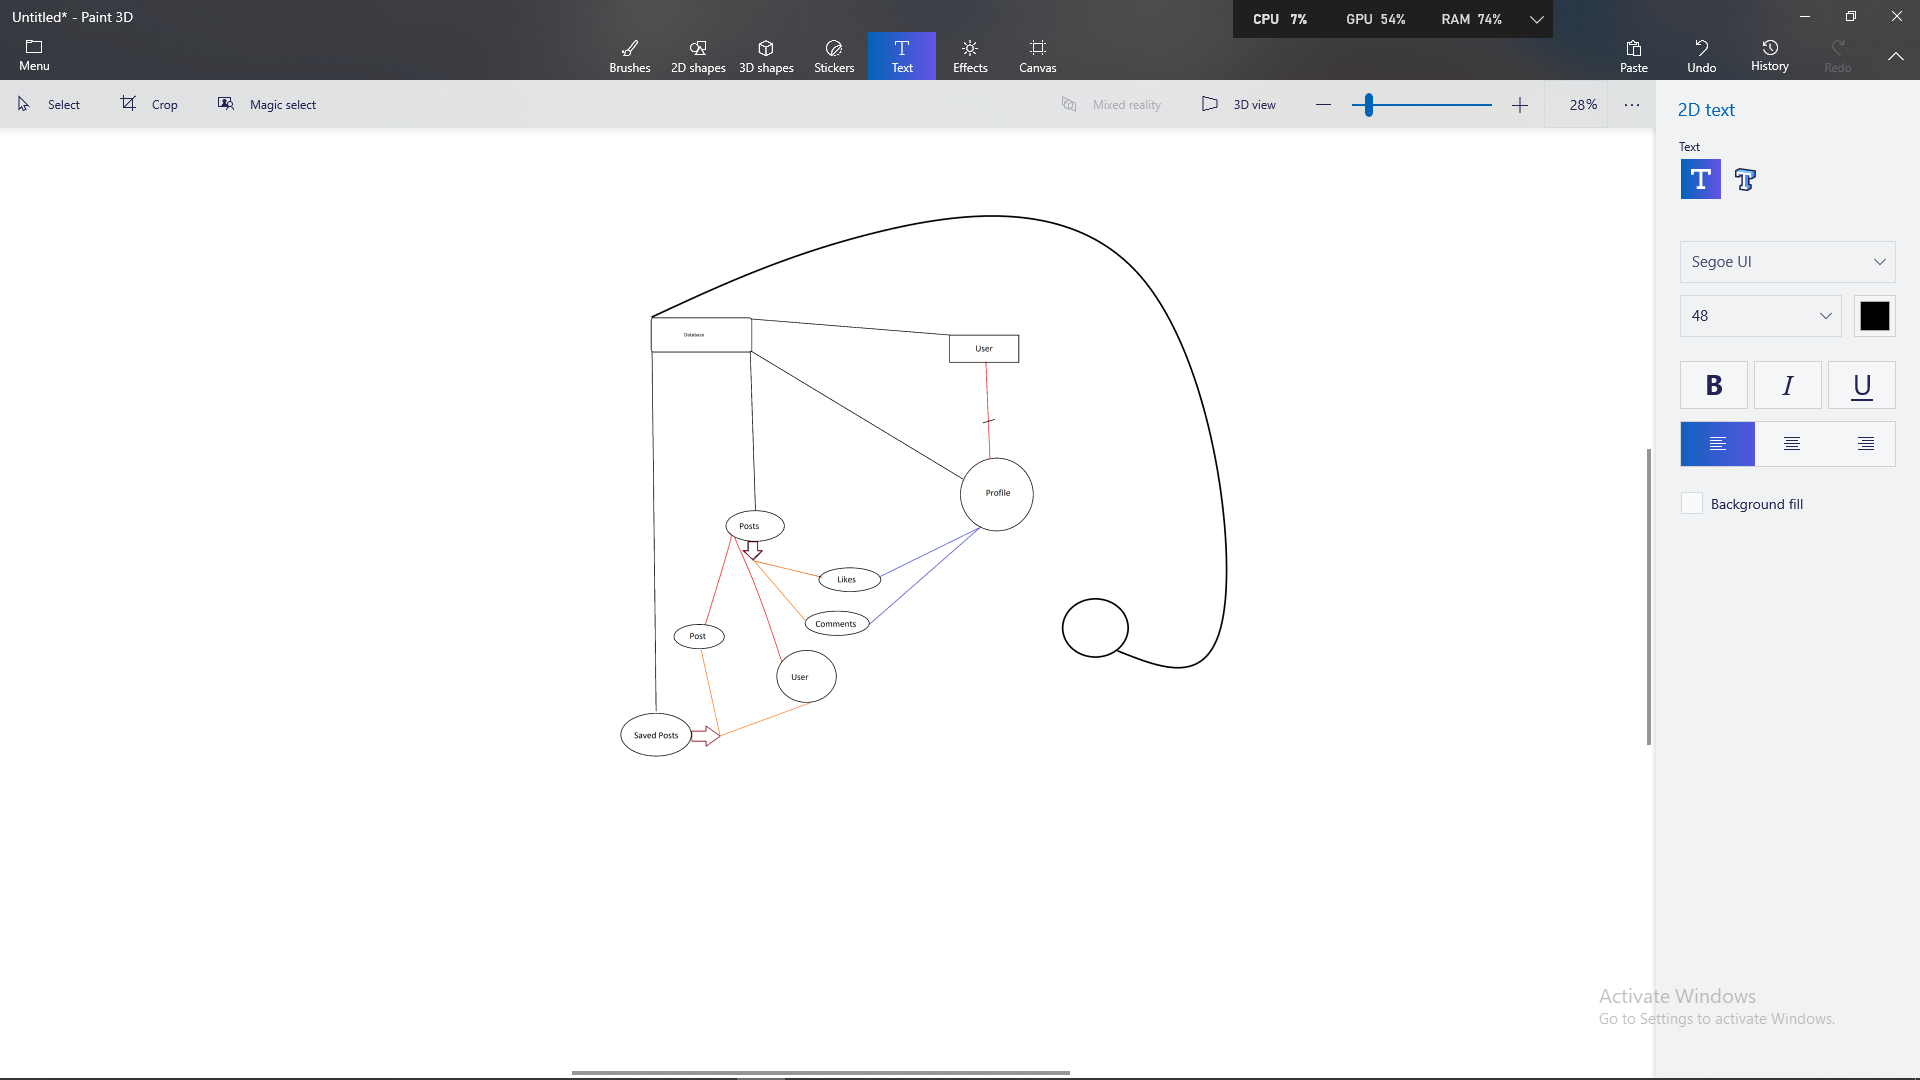 Untitled* - Paint 3D
CPU 7% GPU 54% RAM 74%
Menu
Brushes
2D shapes
3D shapes
Stickers
Text
Effects
Canvas
Paste
Undo
History
Redo
Select
Crop
Magic select
Mixed reality
3D view
28%
2D text
Text
Segoe UI
48
B
I
U
Background fill
Database
User
Profile
Posts
Likes
Comments
Post
User
Saved Posts
Activate Windows
Go to Settings to activate Windows.